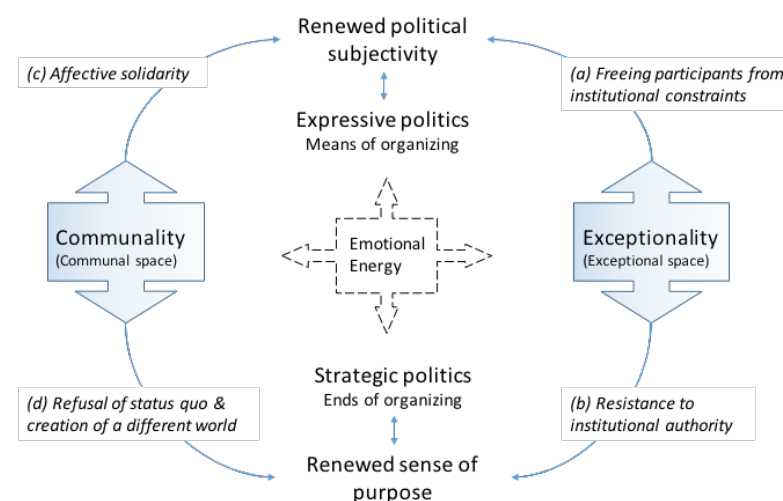 Renewed political
subjectivity
(c) Affective solidarity
(a) Freeing participants from
institutional constraints
Expressive politics
Means of organizing
Communality
(Communal space)
Emotional
Energy
Exceptionality
(Exceptional space)
Strategic politics
Ends of organizing
(d) Refusal of status quo &
creation of a different world
(b) Resistance to
institutional authority
Renewed sense of
purpose